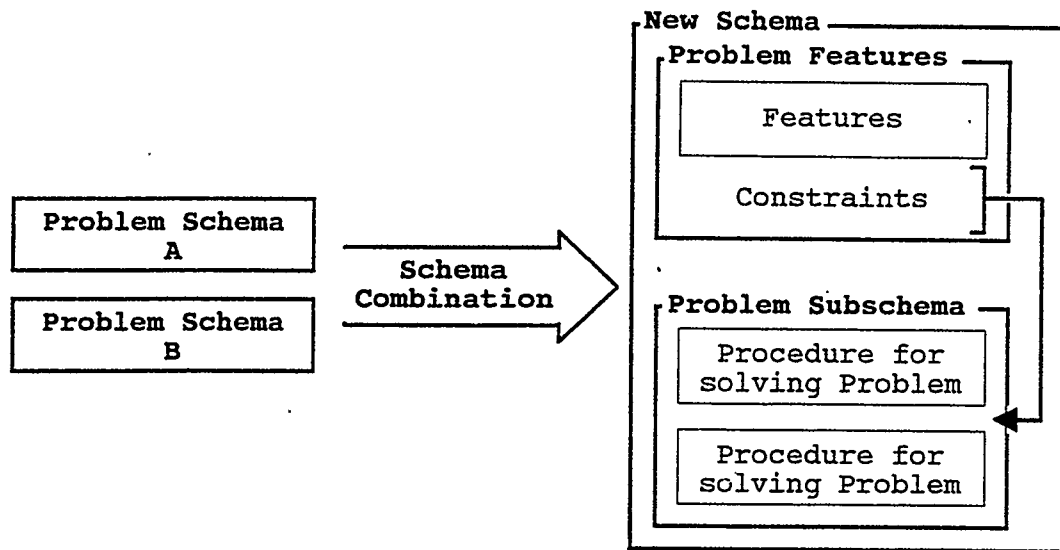 Problem Schema
A
Problem Schema
B
Schema
Combination
New Schema
Problem Features
Features
Constraints
Problem Subschema
Procedure for
solving Problem
Procedure for
solving Problem